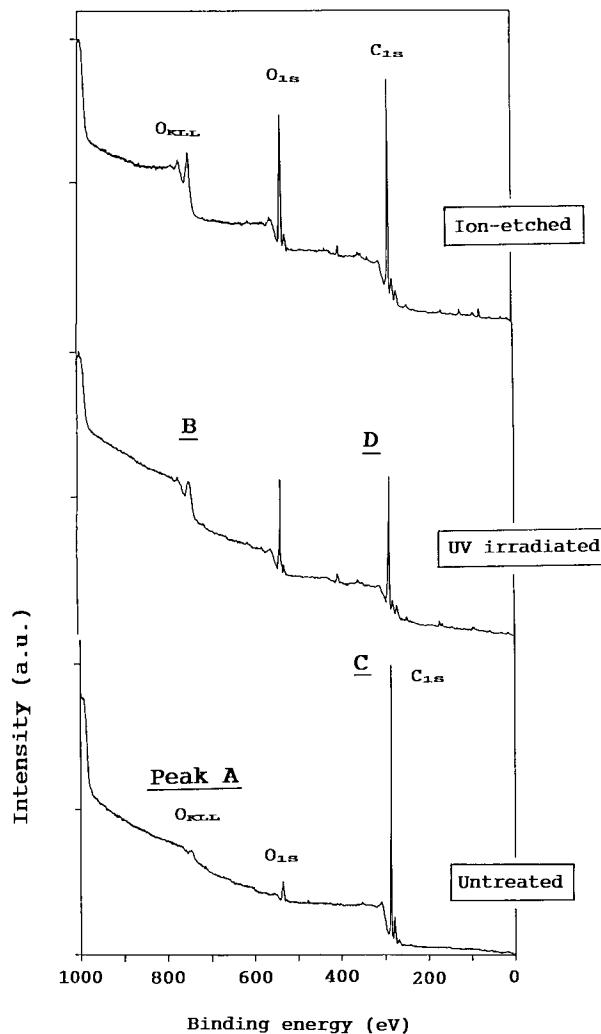 C1s
O1s
OKLL
Ion-etched
B
D
UV irradiated
C
C1s
Peak A
OKLL
O1s
Untreated
Intensity (a.u.)
1000 800 600 400 200 0
Binding energy (eV)